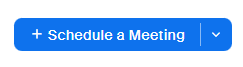 + Schedule a Meeting